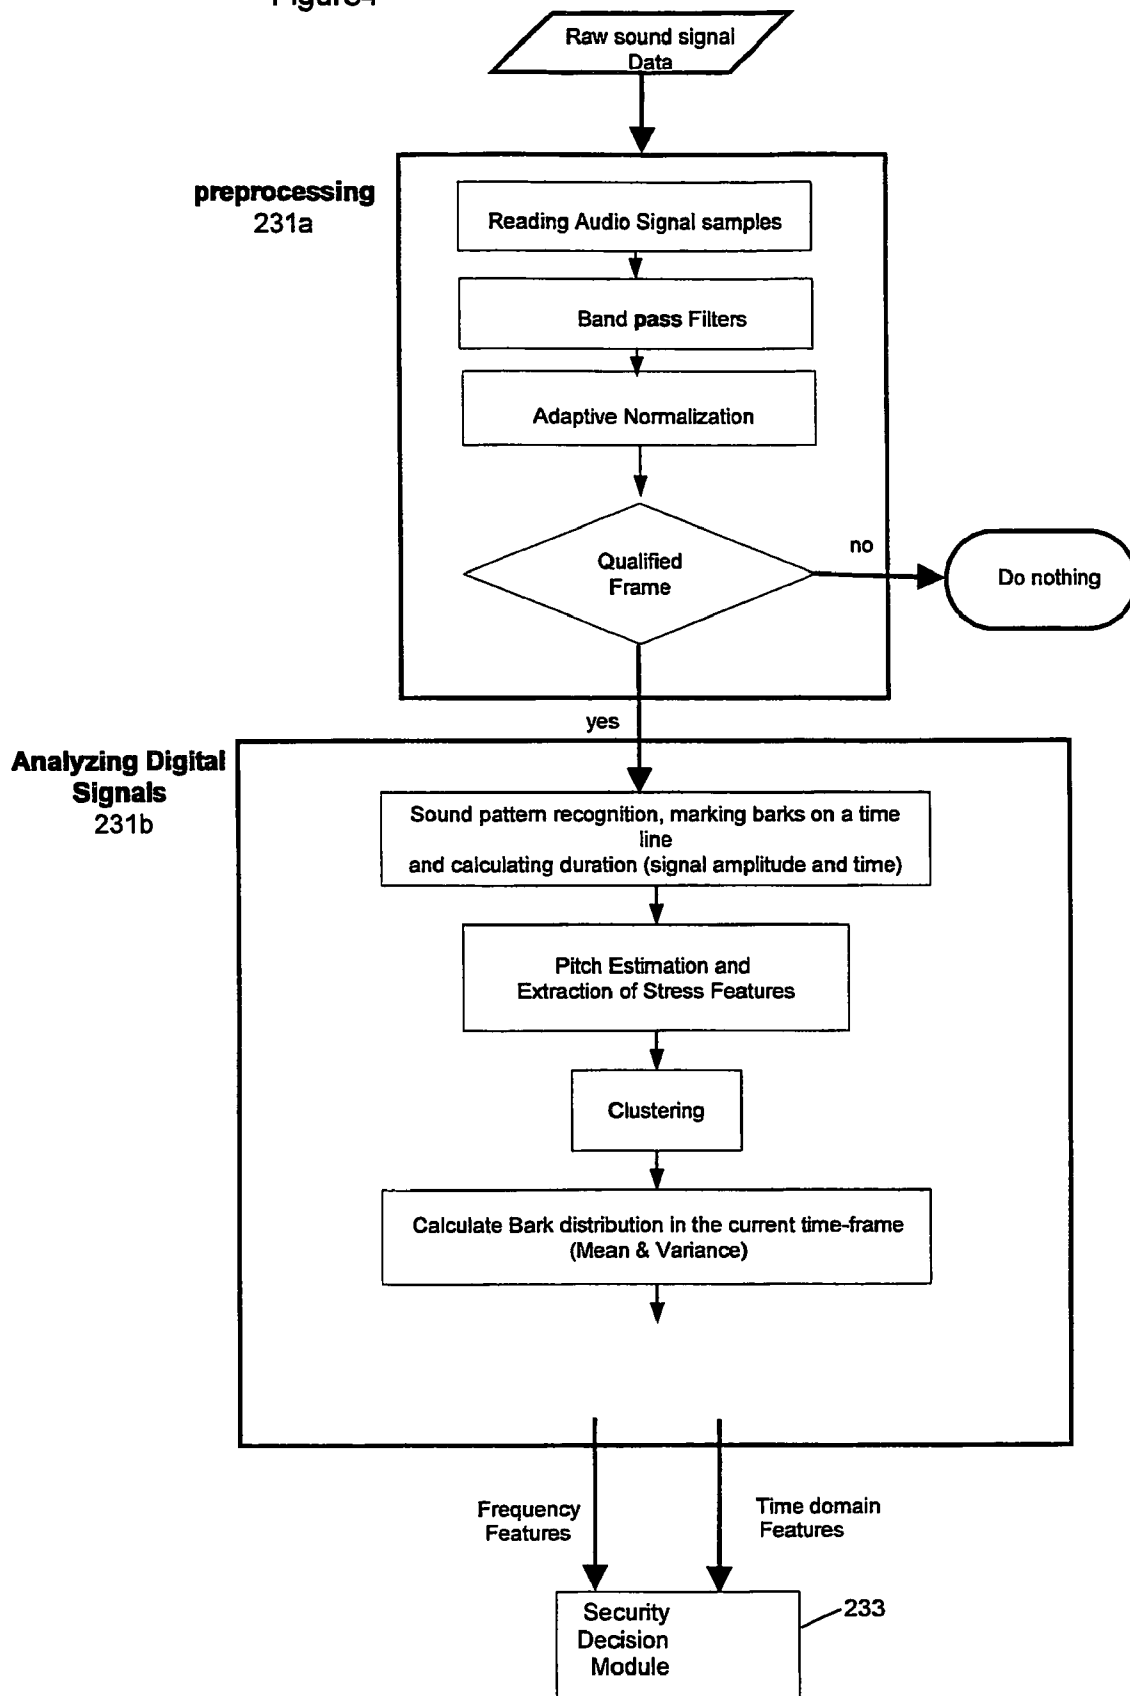 Figure4
Raw sound signal
Data
preprocessing
231a
Reading Audio Signal samples
Band pass Filters
Adaptive Normalization
Qualified
Frame
no
Do nothing
yes
Analyzing Digital
Signals
231b
Sound pattern recognition, marking barks on a time
line
and calculating duration (signal amplitude and time)
Pitch Estimation and
Extraction of Stress Features
Clustering
Calculate Bark distribution in the current time-frame
(Mean & Variance)
Frequency
Features
Time domain
Features
Security
Decision
Module
233